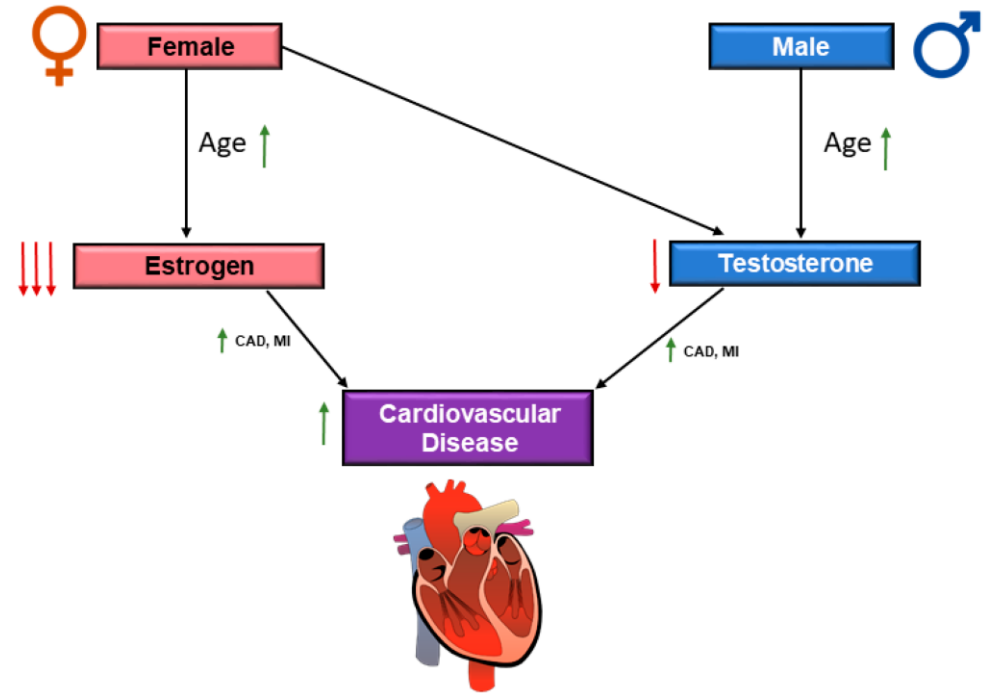 Female
Male
Age
Age
Estrogen
Testosterone
CAD, MI
CAD, MI
Cardiovascular
Disease